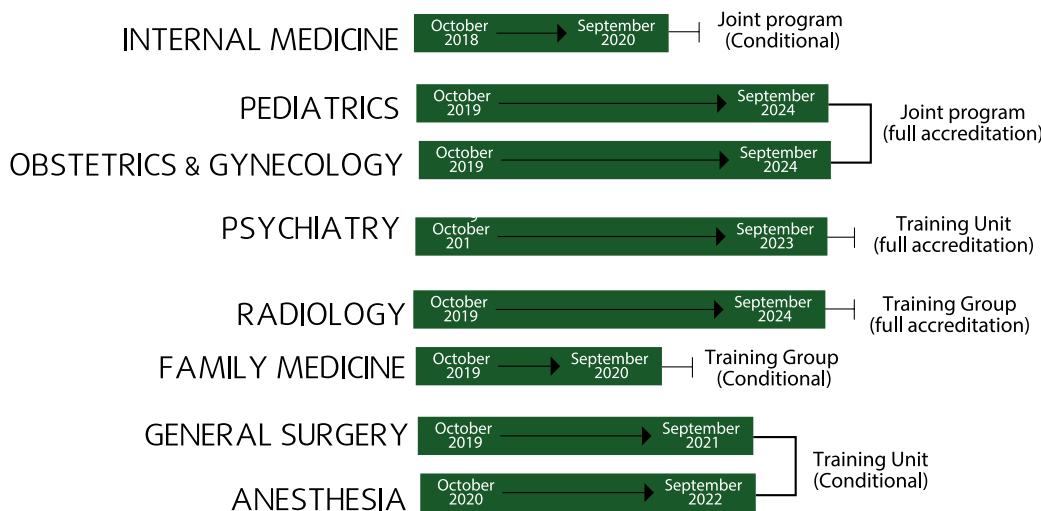 INTERNAL MEDICINE
October
2018
September
2020
Joint program
(Conditional)
PEDIATRICS
October
2019
September
2024
OBSTETRICS & GYNECOLOGY
October
2019
September
2024
Joint program
(full accreditation)
PSYCHIATRY
October
201
September
2023
Training Unit
(full accreditation)
RADIOLOGY
October
2019
September
2024
Training Group
(full accreditation)
FAMILY MEDICINE
October
2019
September
2020
Training Group
(Conditional)
GENERAL SURGERY
October
2019
September
2021
ANESTHESIA
October
2020
September
2022
Training Unit
(Conditional)